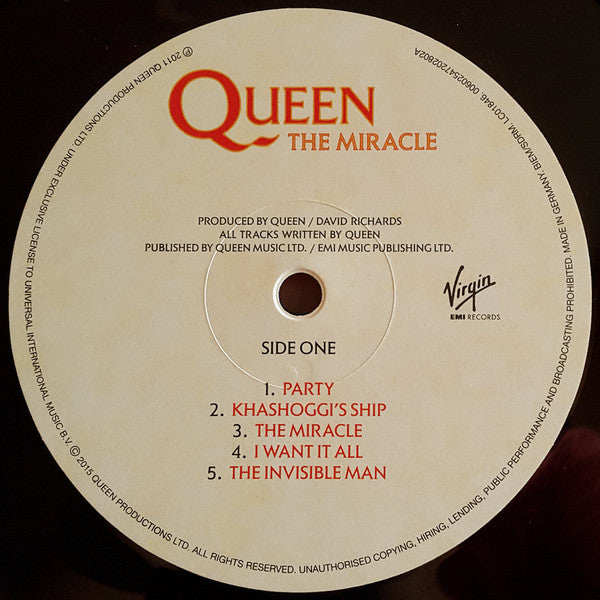 QUEEN
THE MIRACLE
PRODUCED BY QUEEN / DAVID RICHARDS
ALL TRACKS WRITTEN BY QUEEN
PUBLISHED BY QUEEN MUSIC LTD. / EMI MUSIC PUBLISHING LTD.
Virgin
EMI RECORDS
SIDE ONE
1. PARTY
2. KHASHOGGI'S SHIP
3. THE MIRACLE
4. I WANT IT ALL
5. THE INVISIBLE MAN
℗ 2011 QUEEN PRODUCTIONS LTD. UNDER EXCLUSIVE LICENSE TO UNIVERSAL INTERNATIONAL MUSIC B.V. © 2015 QUEEN PRODUCTIONS LTD. ALL RIGHTS RESERVED. UNAUTHORISED COPYING, HIRING, LENDING, PUBLIC PERFORMANCE AND BROADCASTING PROHIBITED. MADE IN GERMANY. BIEM/SDRM. LC01846 00602547202802A